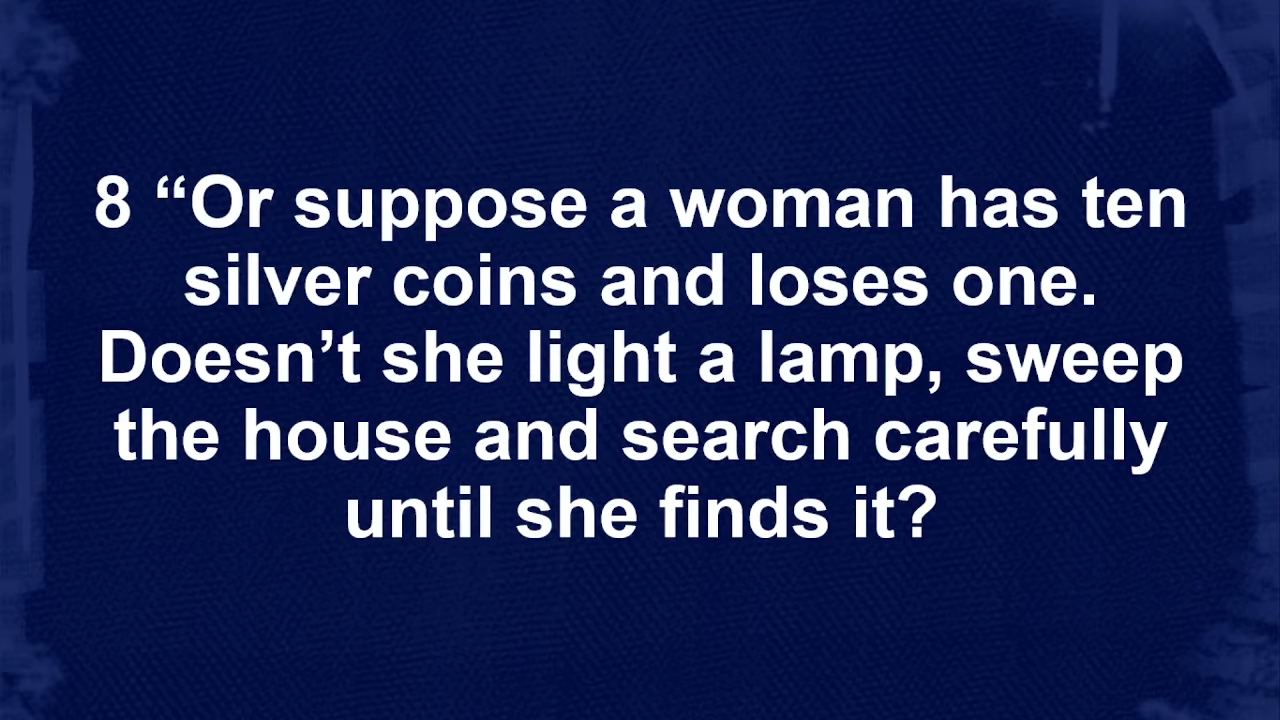 8 “Or suppose a woman has ten
silver coins and loses one.
Doesn’t she light a lamp, sweep
the house and search carefully
until she finds it?